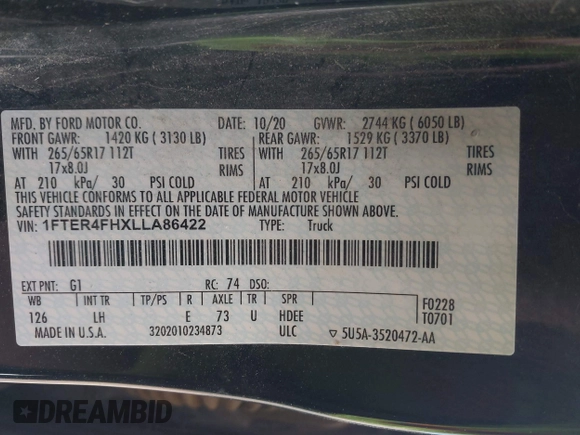 MFD. BY FORD MOTOR CO. DATE: 10/20 GVWR: 2744 KG ( 6050 LB)
FRONT GAWR: 1420 KG ( 3130 LB) REAR GAWR: 1529 KG ( 3370 LB)
WITH 265/65R17 112T TIRES WITH 265/65R17 112T TIRES
17x8.0J RIMS 17x8.0J RIMS
AT 210 kPa/ 30 PSI COLD AT 210 kPa/ 30 PSI COLD
THIS VEHICLE CONFORMS TO ALL APPLICABLE FEDERAL MOTOR VEHICLE
SAFETY STANDARDS IN EFFECT ON THE DATE OF MANUFACTURE SHOWN ABOVE.
VIN: 1FTER4FHXLLA86422 TYPE: Truck
EXT PNT: G1 RC: 74 DSO:
WB INT TR TP/PS R AXLE TR SPR F0228
126 LH E 73 U HDEE T0701
MADE IN U.S.A. 3202010234873 ULC ▽ 5U5A-3520472-AA
DREAMBID